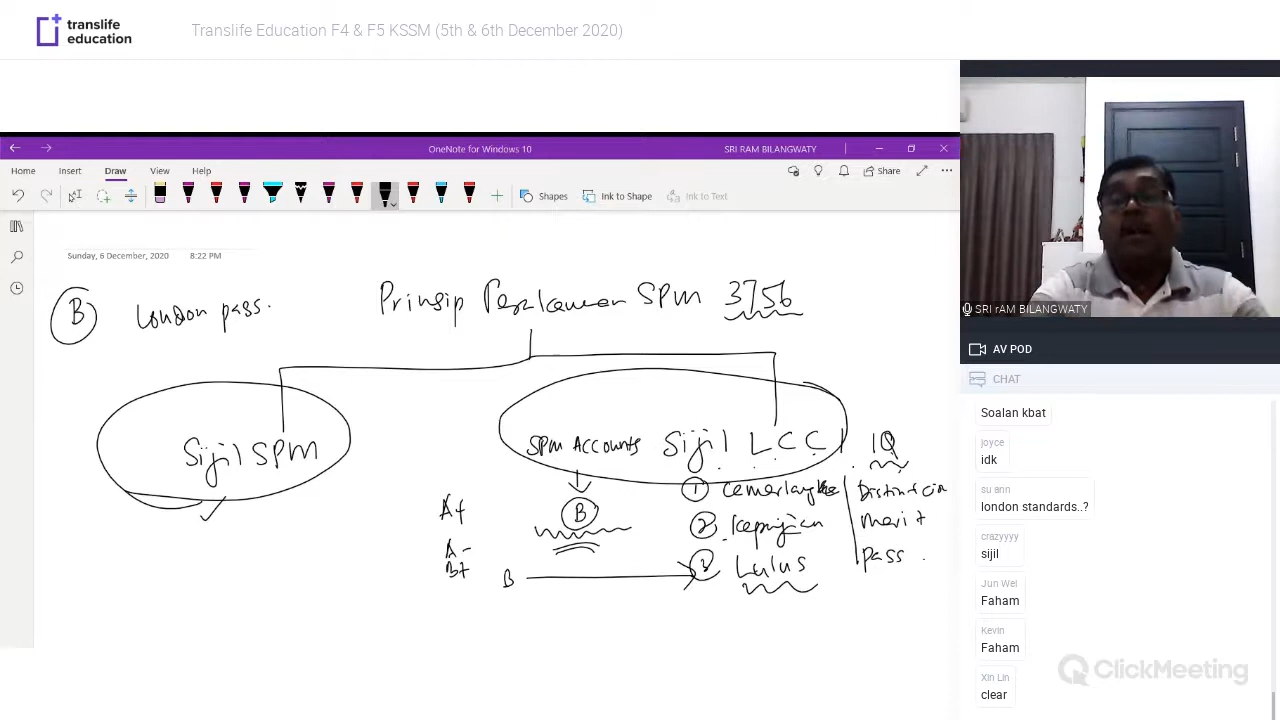 translife
education
Translife Education F4 & F5 KSSM (5th & 6th December 2020)
OneNote for Windows 10
SRI RAM BILANGWATY
Home Insert Draw View Help
Share
Shapes
Ink to Shape
Ink to Text
Sunday, 6 December, 2020 8:22 PM
B London pass.
Prinsip Perakaunan SPM 3756
Sijil SPM
SPM Accounts Sijil LCCI IQ
A+
B
1 Cemerlang
Distinction
2 Kepujian
Merit
A-
B+
3 Lulus
pass.
B
SRI rAM BILANGWATY
AV POD
CHAT
Soalan kbat
joyce
idk
su ann
london standards..?
crazyyyy
sijil
Jun Wei
Faham
Kevin
Faham
Xin Lin
clear
ClickMeeting